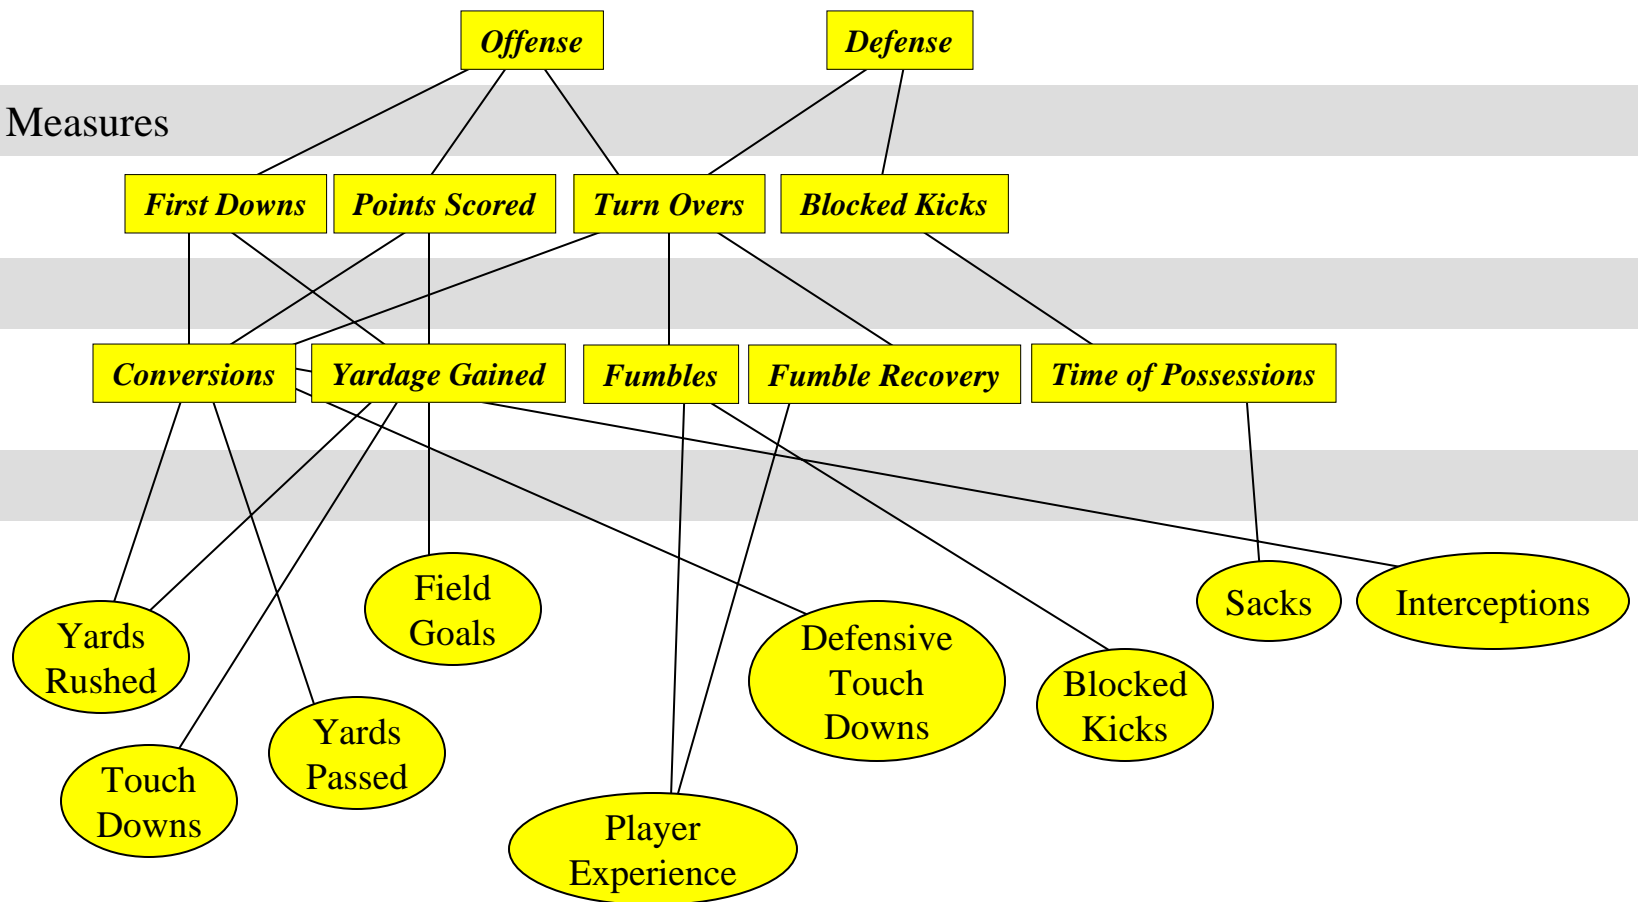 Offense
Defense
Measures
First Downs
Points Scored
Turn Overs
Blocked Kicks
Conversions
Yardage Gained
Fumbles
Fumble Recovery
Time of Possessions
Field
Goals
Sacks
Interceptions
Yards
Rushed
Defensive
Touch
Downs
Blocked
Kicks
Yards
Passed
Touch
Downs
Player
Experience